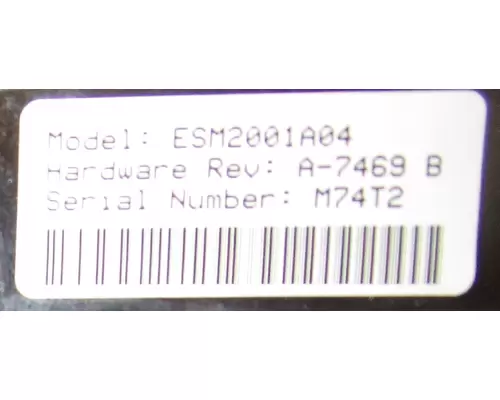 Model: ESM2001A04
Hardware Rev: A-7469 B
Serial Number: M74T2